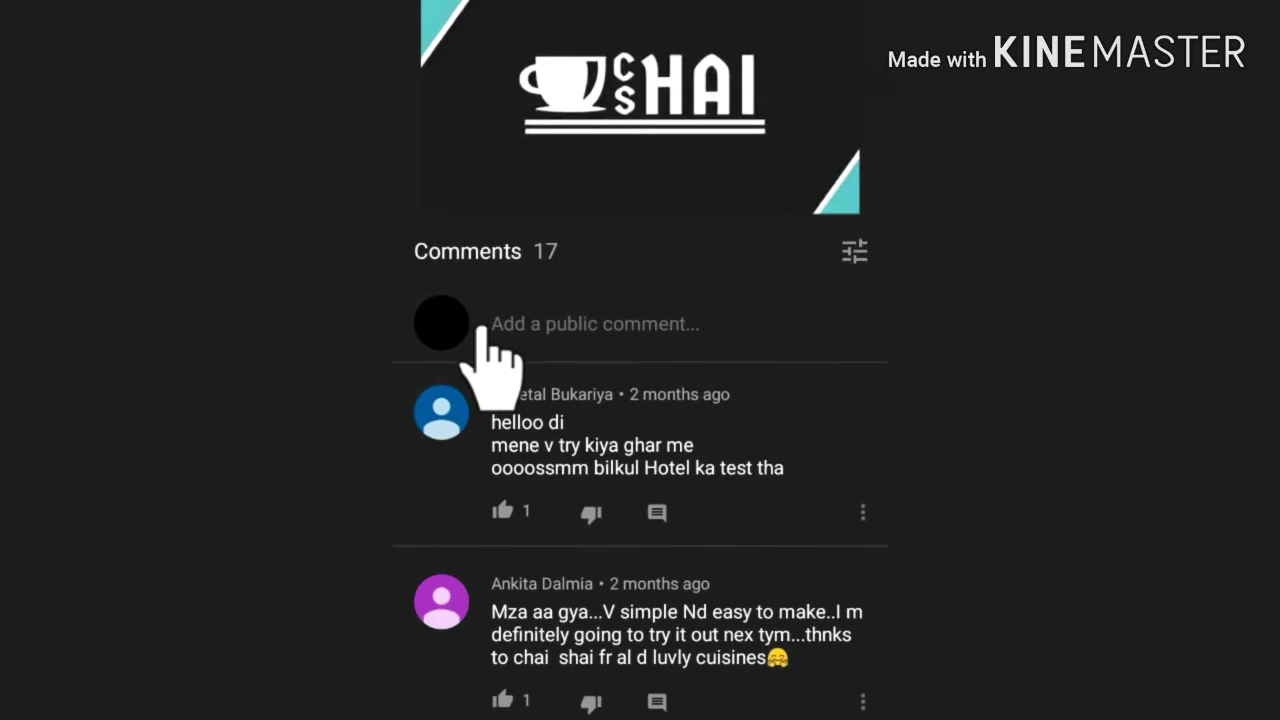 Made with KINEMASTER
CS HAI
Comments 17
Add a public comment...
etal Bukariya • 2 months ago
helloo di
mene v try kiya ghar me
oooossmm bilkul Hotel ka test tha
1
Ankita Dalmia • 2 months ago
Mza aa gya...V simple Nd easy to make..I m
definitely going to try it out nex tym...thnks
to chai shai fr al d luvly cuisines🤗
1